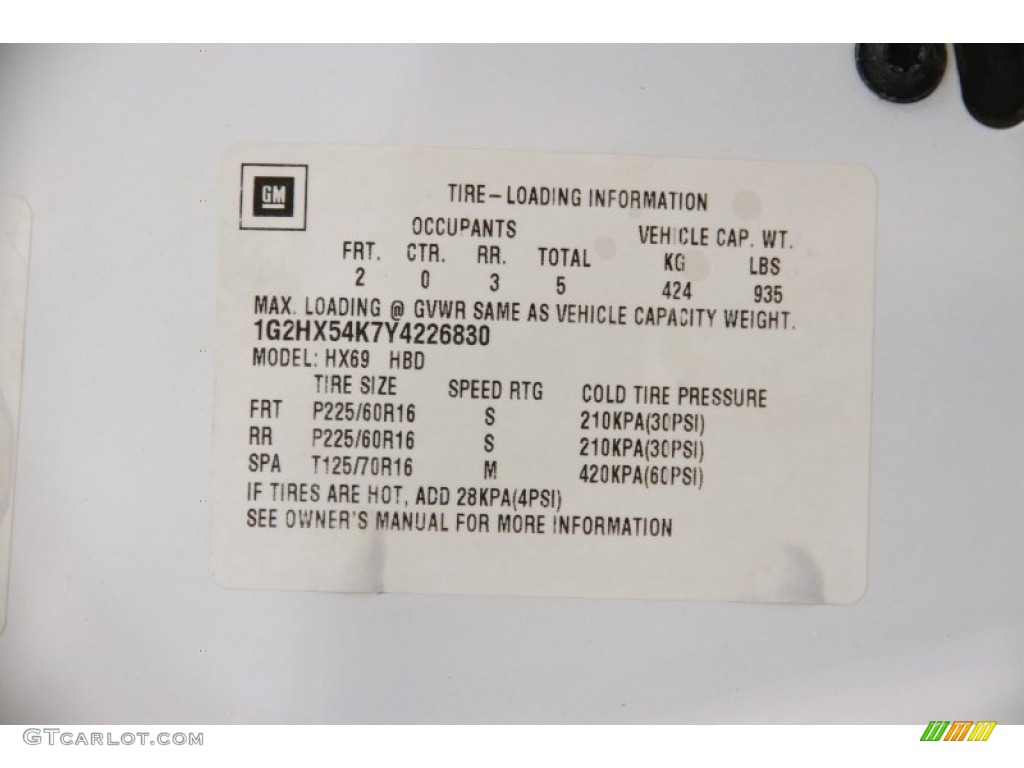 GM
TIRE-LOADING INFORMATION
OCCUPANTS VEHICLE CAP. WT.
FRT. CTR. RR. TOTAL KG LBS
2 0 3 5 424 935
MAX. LOADING @ GVWR SAME AS VEHICLE CAPACITY WEIGHT.
1G2HX54K7Y4226830
MODEL: HX69 HBD
TIRE SIZE SPEED RTG COLD TIRE PRESSURE
FRT P225/60R16 S 210KPA(30PSI)
RR P225/60R16 S 210KPA(30PSI)
SPA T125/70R16 M 420KPA(60PSI)
IF TIRES ARE HOT, ADD 28KPA(4PSI)
SEE OWNER'S MANUAL FOR MORE INFORMATION
GTCARLOT.COM